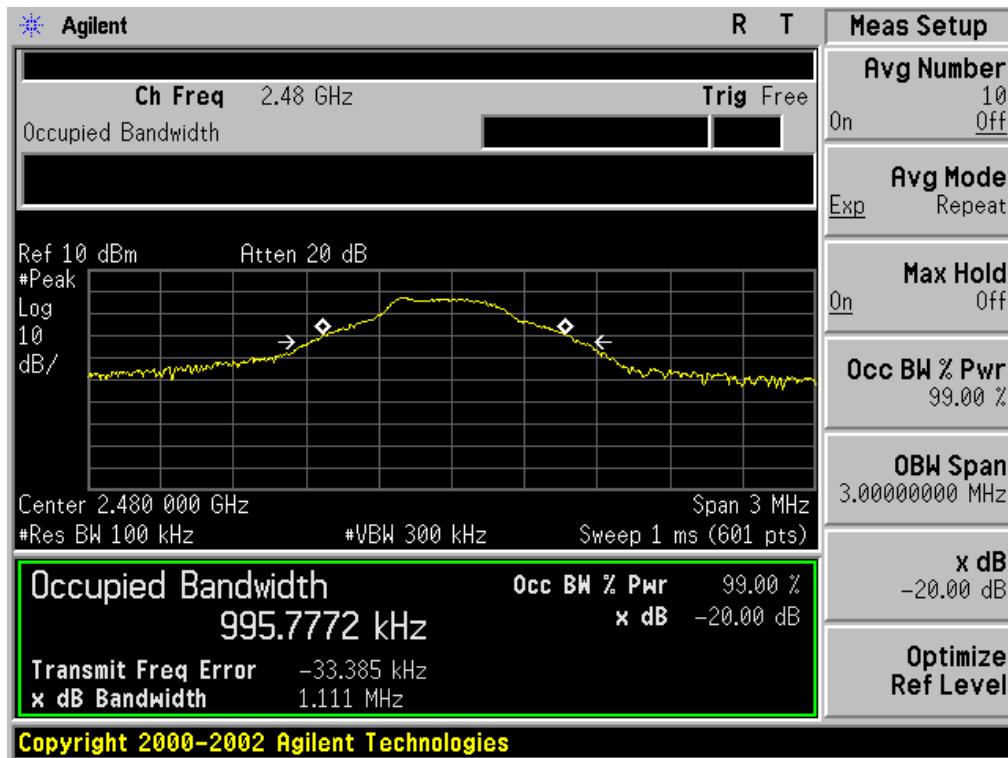 Agilent R T
Ch Freq 2.48 GHz Trig Free
Occupied Bandwidth
Ref 10 dBm Atten 20 dB
#Peak
Log
10
dB/
Center 2.480 000 GHz Span 3 MHz
#Res BW 100 kHz #VBW 300 kHz Sweep 1 ms (601 pts)
Occupied Bandwidth Occ BW % Pwr 99.00 %
995.7772 kHz x dB -20.00 dB
Transmit Freq Error -33.385 kHz
x dB Bandwidth 1.111 MHz
Copyright 2000-2002 Agilent Technologies
Meas Setup
Avg Number
10
On Off
Avg Mode
Exp Repeat
Max Hold
On Off
Occ BW % Pwr
99.00 %
OBW Span
3.00000000 MHz
x dB
-20.00 dB
Optimize
Ref Level